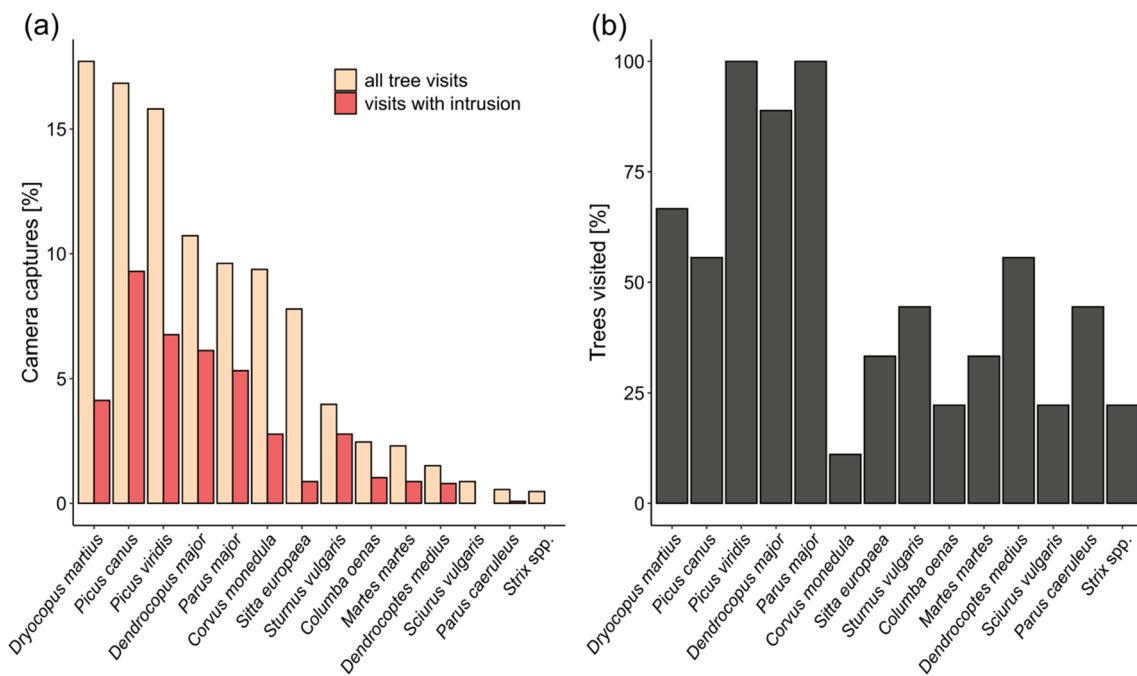 (a)
Camera captures [%]
15
10
5
0
all tree visits
visits with intrusion
Dryocopus martius
Picus canus
Picus viridis
Dendrocopus major
Parus major
Corvus monedula
Sitta europaea
Sturnus vulgaris
Columba oenas
Martes martes
Dendrocoptes medius
Sciurus vulgaris
Parus caeruleus
Strix spp.
(b)
Trees visited [%]
100
75
50
25
0
Dryocopus martius
Picus canus
Picus viridis
Dendrocopus major
Parus major
Corvus monedula
Sitta europaea
Sturnus vulgaris
Columba oenas
Martes martes
Dendrocoptes medius
Sciurus vulgaris
Parus caeruleus
Strix spp.